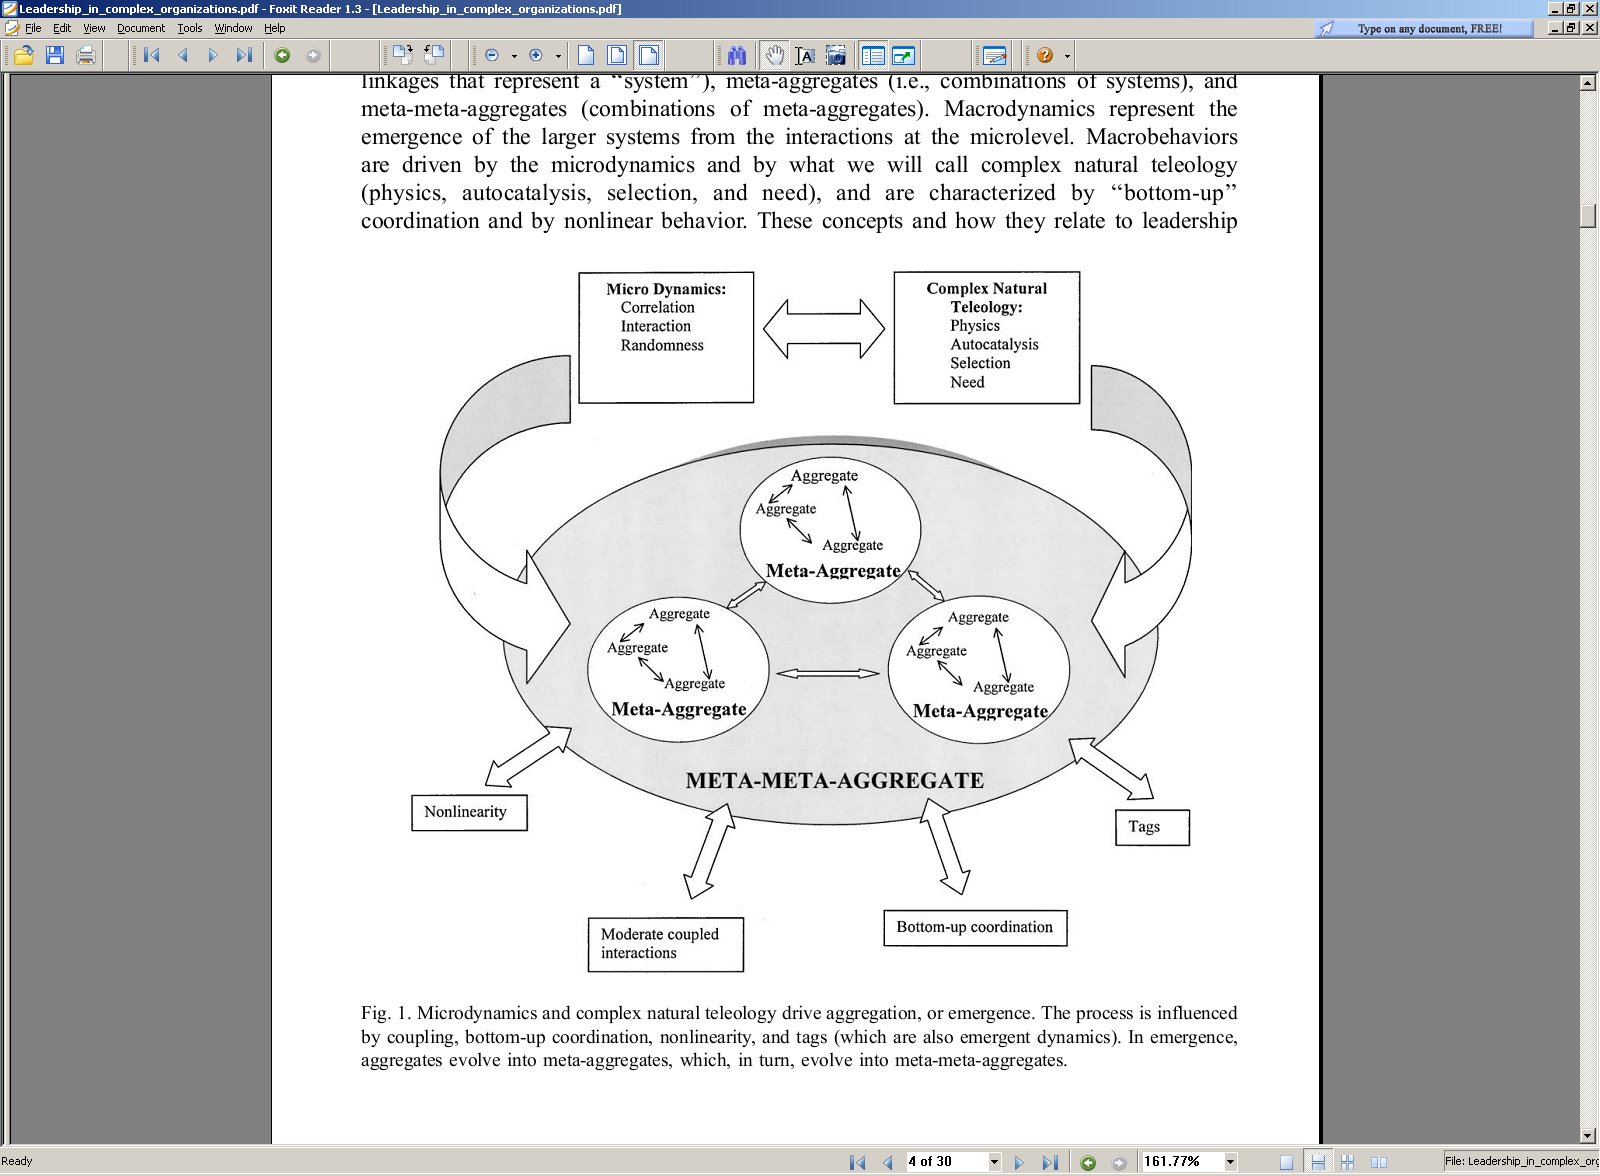 Leadership_in_complex_organizations.pdf - Foxit Reader 1.3 - [Leadership_in_complex_organizations.pdf]
File Edit View Document Tools Window Help
Type on any document, FREE!
linkages that represent a “system”), meta-aggregates (i.e., combinations of systems), and
meta-meta-aggregates (combinations of meta-aggregates). Macrodynamics represent the
emergence of the larger systems from the interactions at the microlevel. Macrobehaviors
are driven by the microdynamics and by what we will call complex natural teleology
(physics, autocatalysis, selection, and need), and are characterized by “bottom-up”
coordination and by nonlinear behavior. These concepts and how they relate to leadership
Micro Dynamics:
Correlation
Interaction
Randomness
Complex Natural
Teleology:
Physics
Autocatalysis
Selection
Need
Aggregate
Aggregate
Aggregate
Meta-Aggregate
Aggregate
Aggregate
Aggregate
Meta-Aggregate
Aggregate
Aggregate
Aggregate
Meta-Aggregate
META-META-AGGREGATE
Nonlinearity
Tags
Moderate coupled
interactions
Bottom-up coordination
Fig. 1. Microdynamics and complex natural teleology drive aggregation, or emergence. The process is influenced
by coupling, bottom-up coordination, nonlinearity, and tags (which are also emergent dynamics). In emergence,
aggregates evolve into meta-aggregates, which, in turn, evolve into meta-meta-aggregates.
Ready
4 of 30
161.77%
File: Leadership_in_complex_org